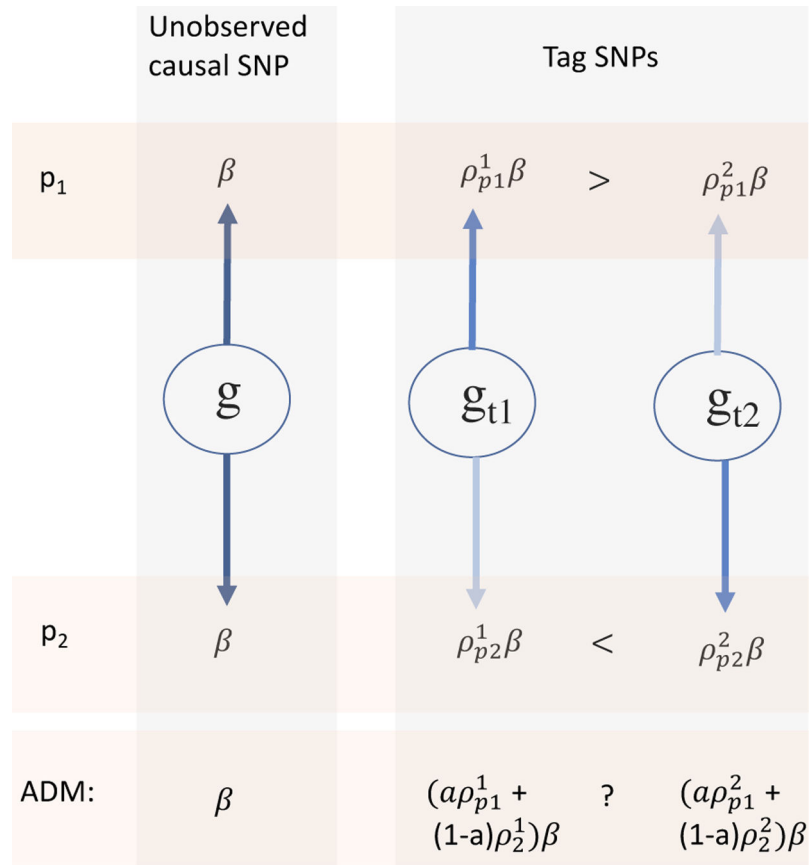 Unobserved
causal SNP
Tag SNPs
p₁ β ρ¹ₚ₁β > ρ²ₚ₁β
g gₜ₁ gₜ₂
p₂ β ρ¹ₚ₂β < ρ²ₚ₂β
ADM: β (aρ¹ₚ₁ + ? (aρ²ₚ₁ +
(1-a)ρ¹₂)β (1-a)ρ²₂)β